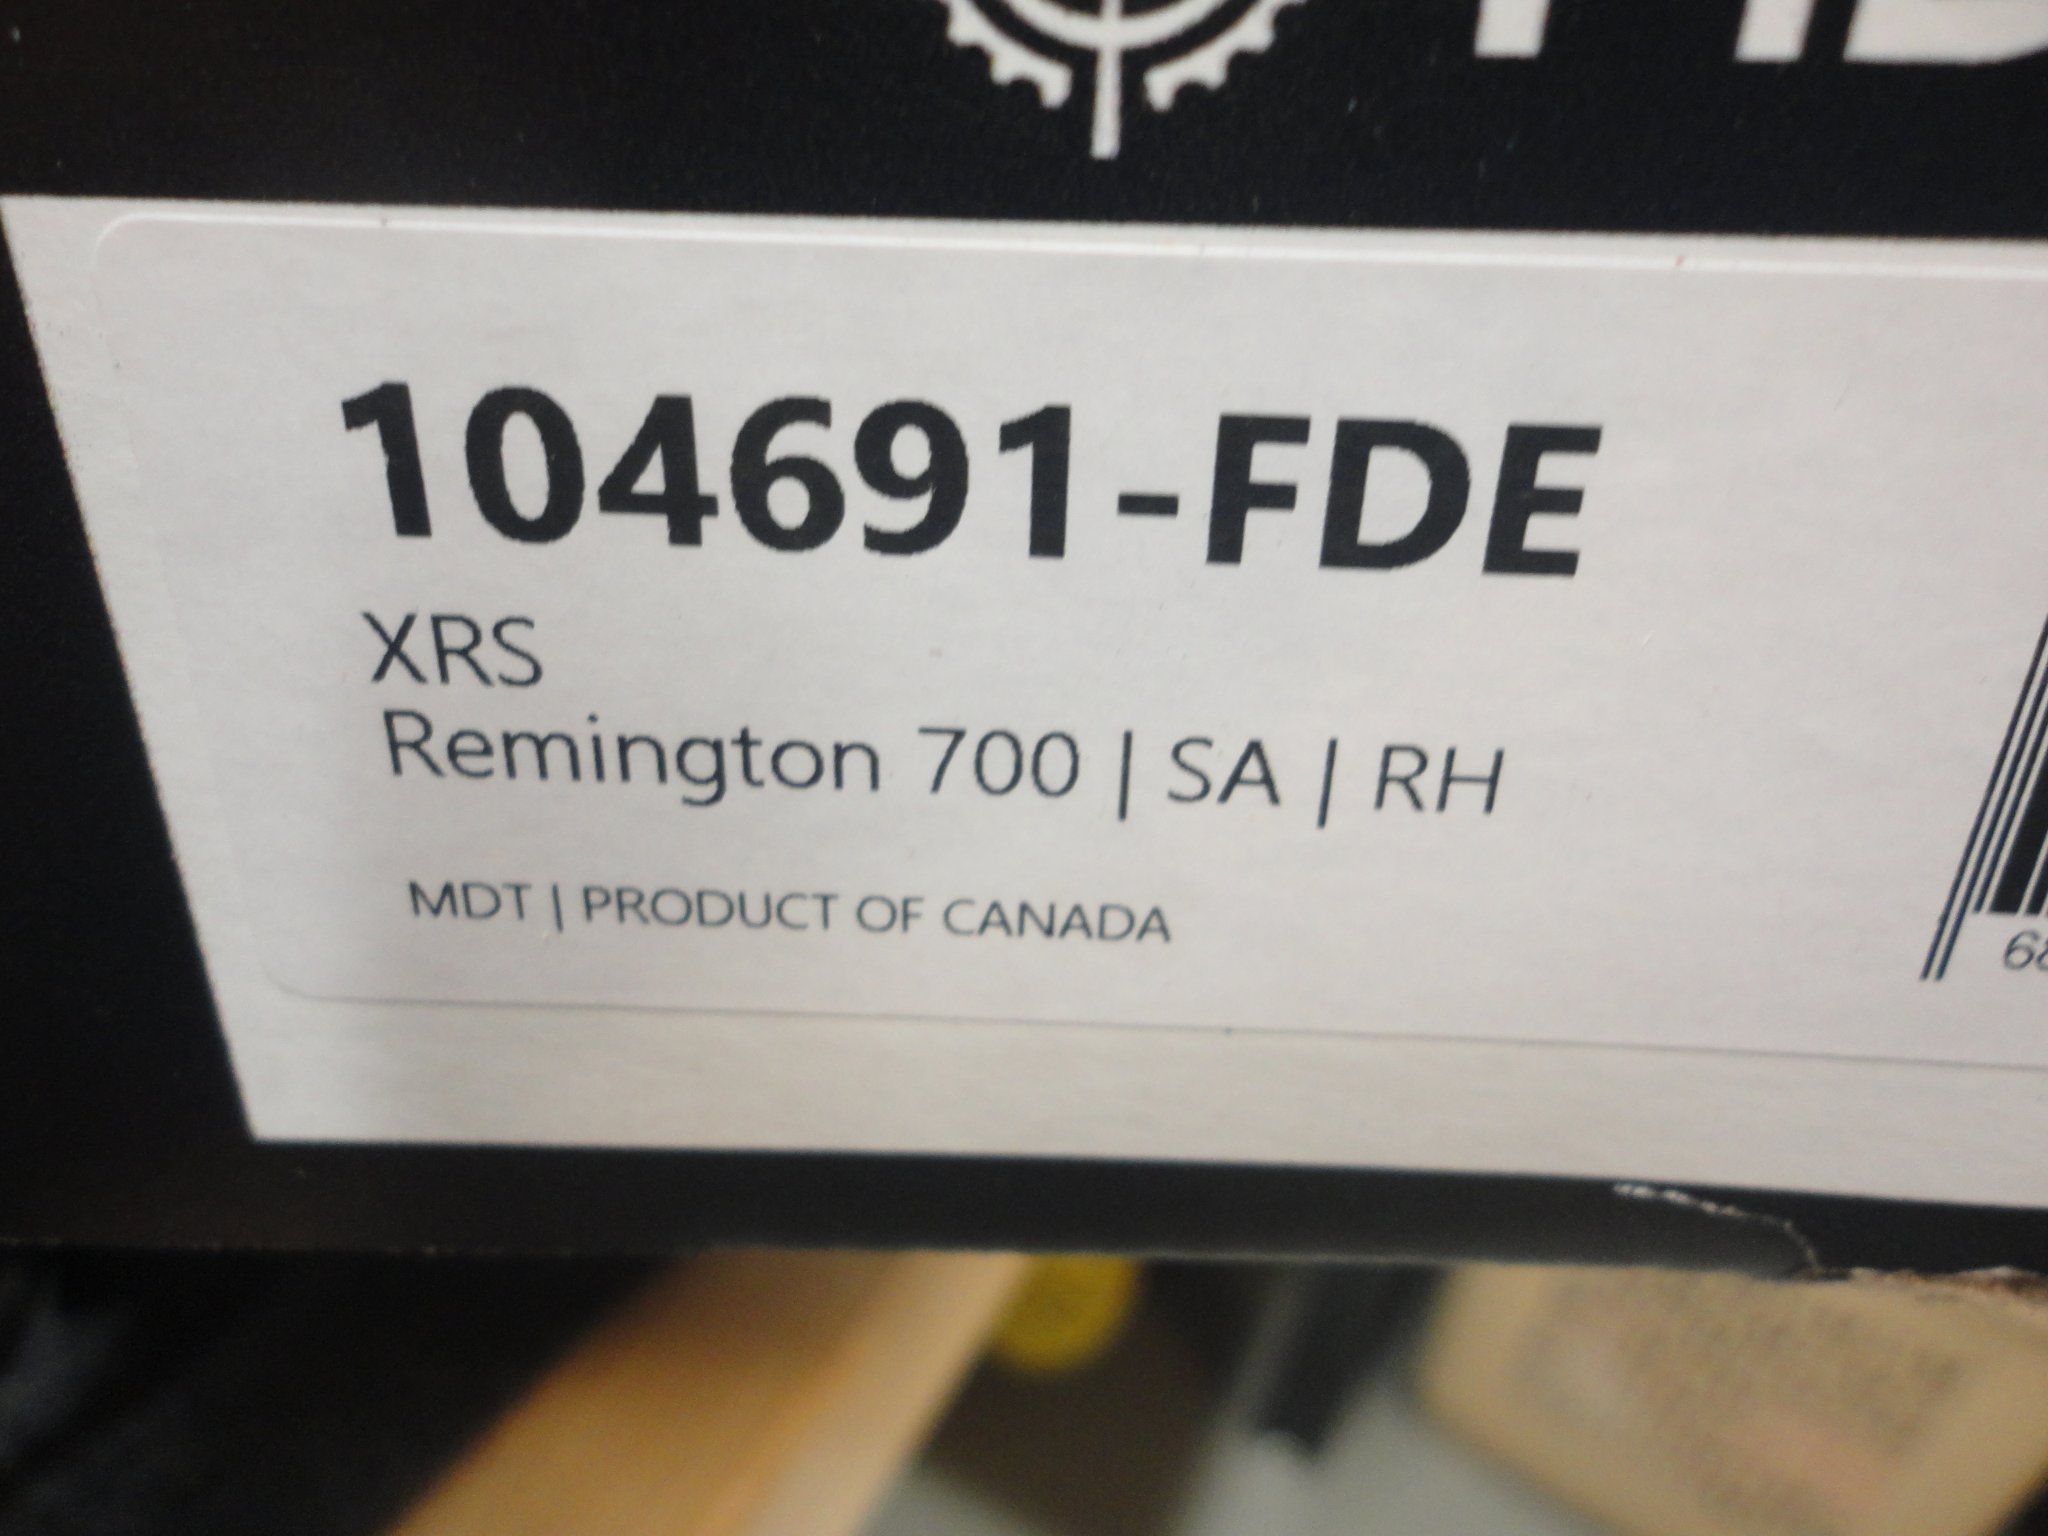 104691-FDE
XRS
Remington 700 | SA | RH
MDT | PRODUCT OF CANADA